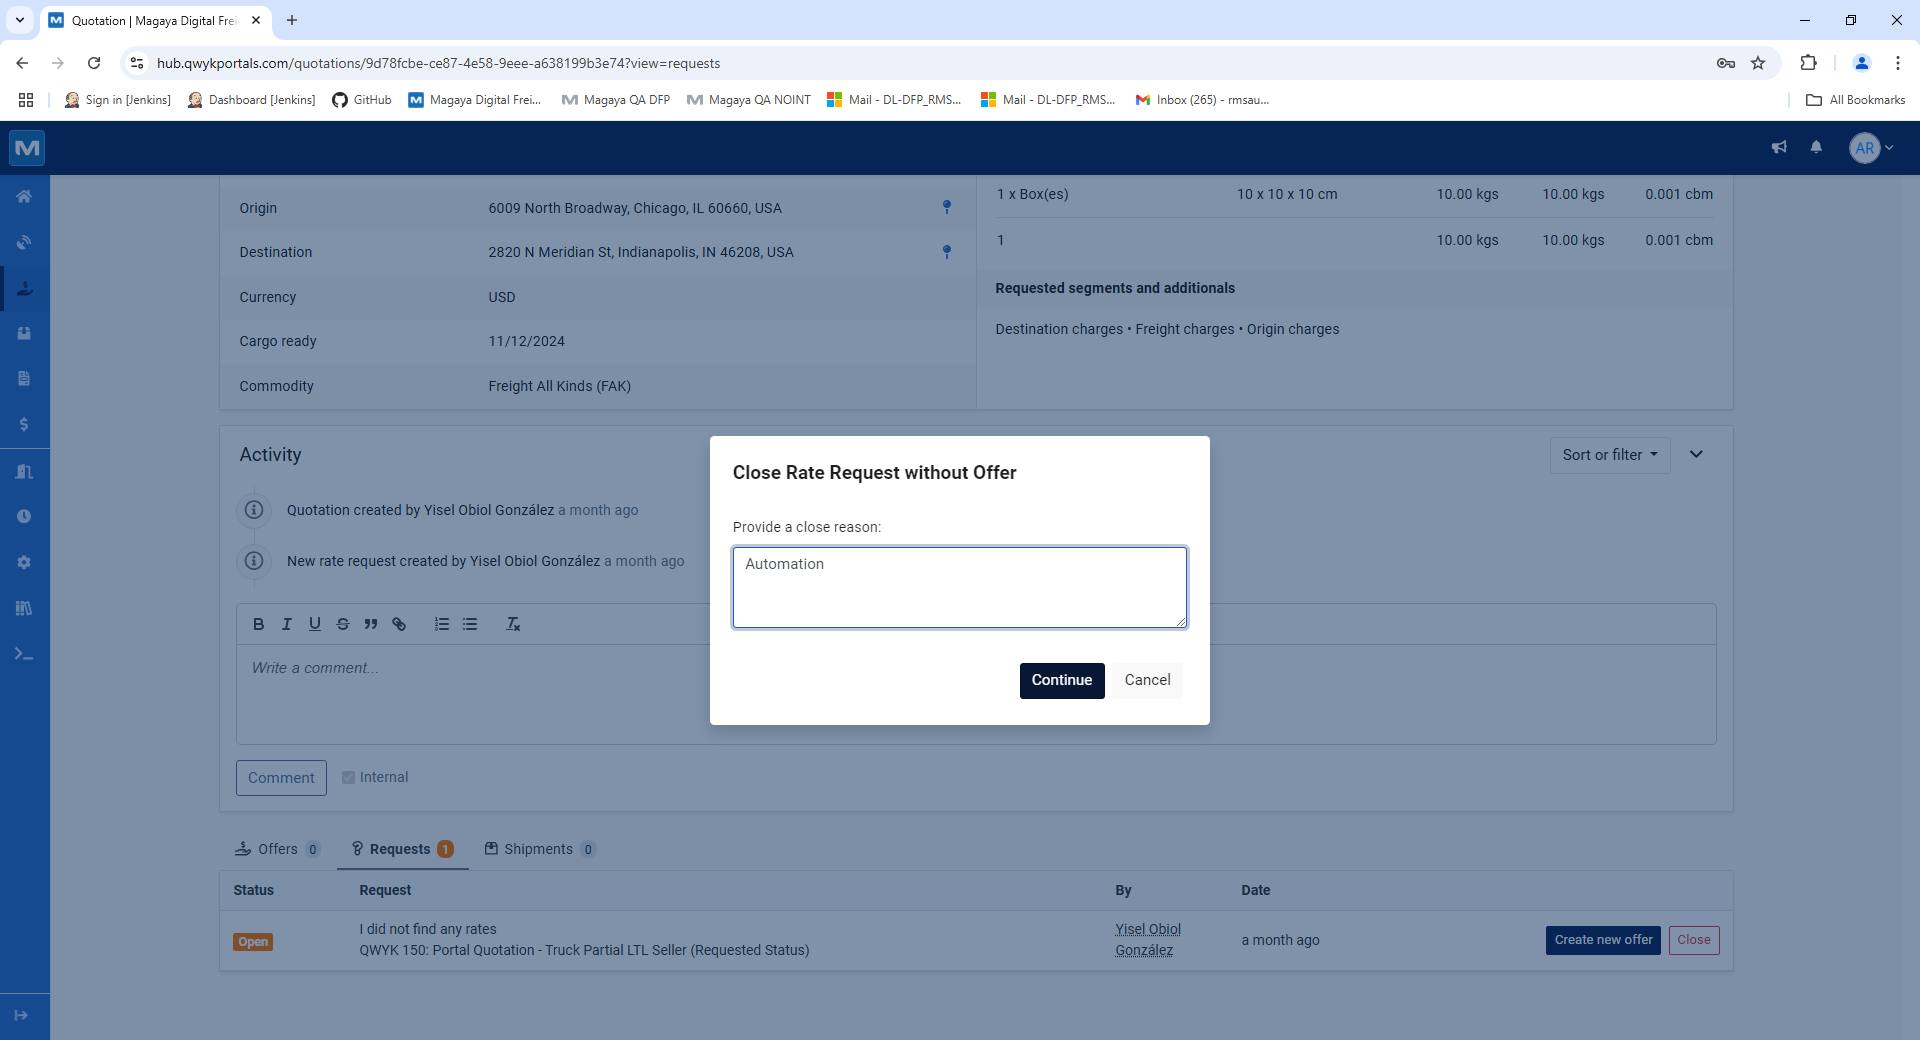 Quotation | Magaya Digital Frei
hub.qwykportals.com/quotations/9d78fcbe-ce87-4e58-9eee-a638199b3e74?view=requests
Sign in [Jenkins]
Dashboard [Jenkins]
GitHub
Magaya Digital Frei...
Magaya QA DFP
Magaya QA NOINT
Mail - DL-DFP_RMS...
Mail - DL-DFP_RMS...
Inbox (265) - rmsau...
All Bookmarks
AR
Origin
6009 North Broadway, Chicago, IL 60660, USA
Destination
2820 N Meridian St, Indianapolis, IN 46208, USA
Currency
USD
Cargo ready
11/12/2024
Commodity
Freight All Kinds (FAK)
1 x Box(es) 10 x 10 x 10 cm 10.00 kgs 10.00 kgs 0.001 cbm
1 10.00 kgs 10.00 kgs 0.001 cbm
Requested segments and additionals
Destination charges • Freight charges • Origin charges
Activity
Sort or filter
Quotation created by Yisel Obiol González a month ago
New rate request created by Yisel Obiol González a month ago
Write a comment...
Comment
Internal
Close Rate Request without Offer
Provide a close reason:
Automation
Continue
Cancel
Offers 0
Requests 1
Shipments 0
Status Request By Date
Open
I did not find any rates
QWYK 150: Portal Quotation - Truck Partial LTL Seller (Requested Status)
Yisel Obiol
González
a month ago
Create new offer
Close